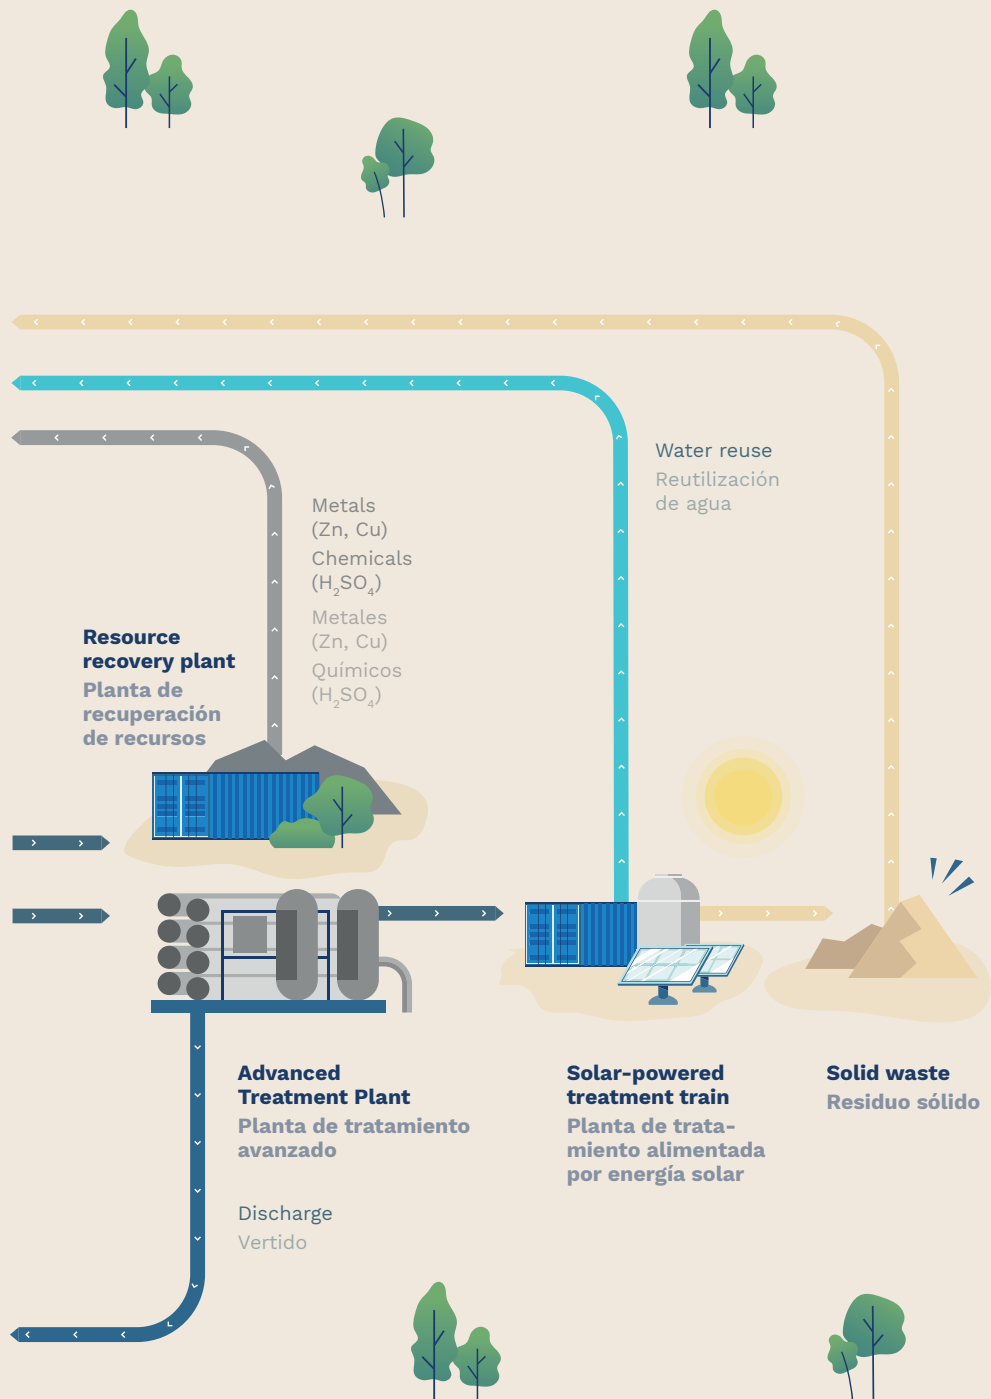 Water reuse
Reutilización
de agua
Metals
(Zn, Cu)
Chemicals
(H₂SO₄)
Metales
(Zn, Cu)
Químicos
(H₂SO₄)
Resource
recovery plant
Planta de
recuperación
de recursos
Advanced
Treatment Plant
Planta de tratamiento
avanzado
Discharge
Vertido
Solar-powered
treatment train
Planta de trata-
miento alimentada
por energía solar
Solid waste
Residuo sólido